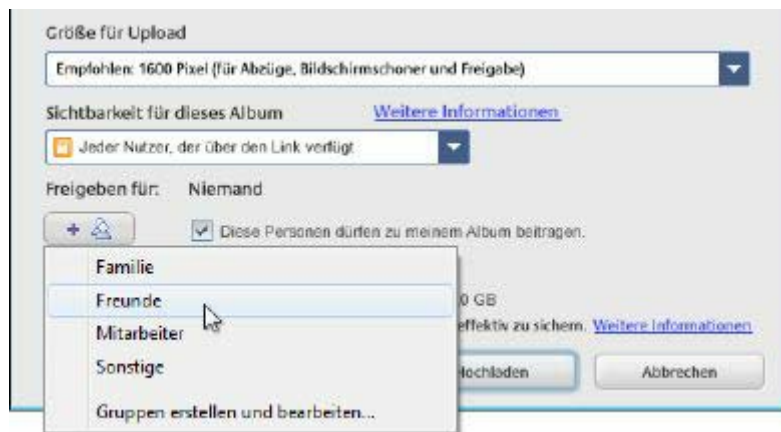 Größe für Upload
Empfohlen: 1600 Pixel (für Abzüge, Bildschirmschoner und Freigabe)
Sichtbarkeit für dieses Album Weitere Informationen
Jeder Nutzer, der über den Link verfügt
Freigeben für: Niemand
+ Diese Personen dürfen zu meinem Album beitragen.
Familie
Freunde 0 GB
Mitarbeiter effektiv zu sichern. Weitere Informationen
Sonstige Hochladen Abbrechen
Gruppen erstellen und bearbeiten...